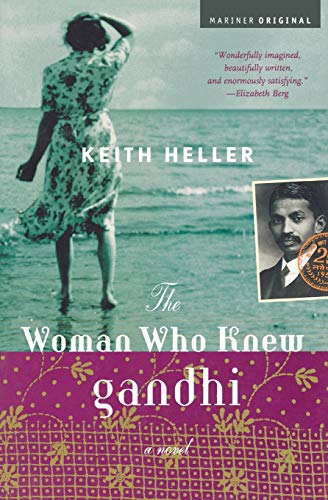 MARINER ORIGINAL
"Wonderfully imagined,
beautifully written,
and enormously satisfying."
—Elizabeth Berg
KEITH HELLER
The
Woman Who Knew
gandhi
a novel